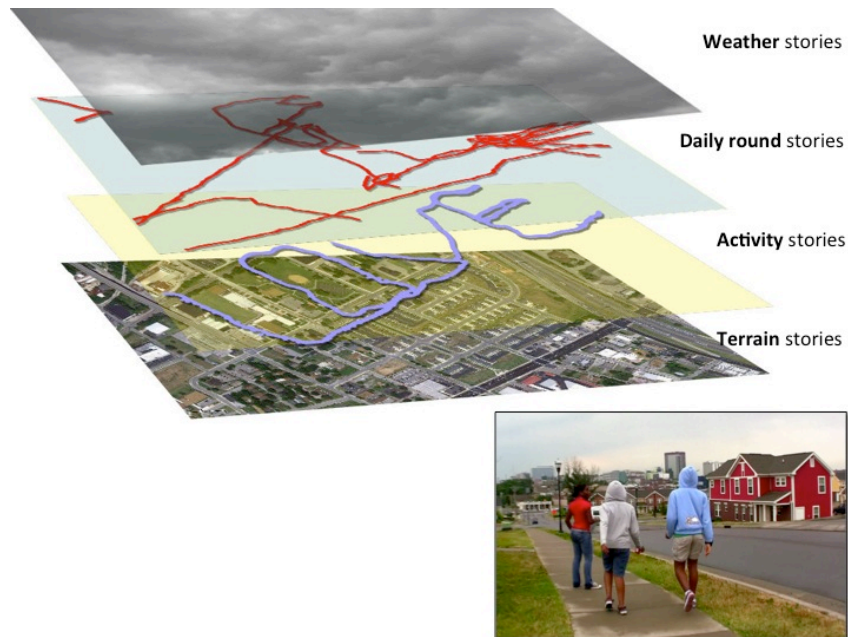 Weather stories
Daily round stories
Activity stories
Terrain stories